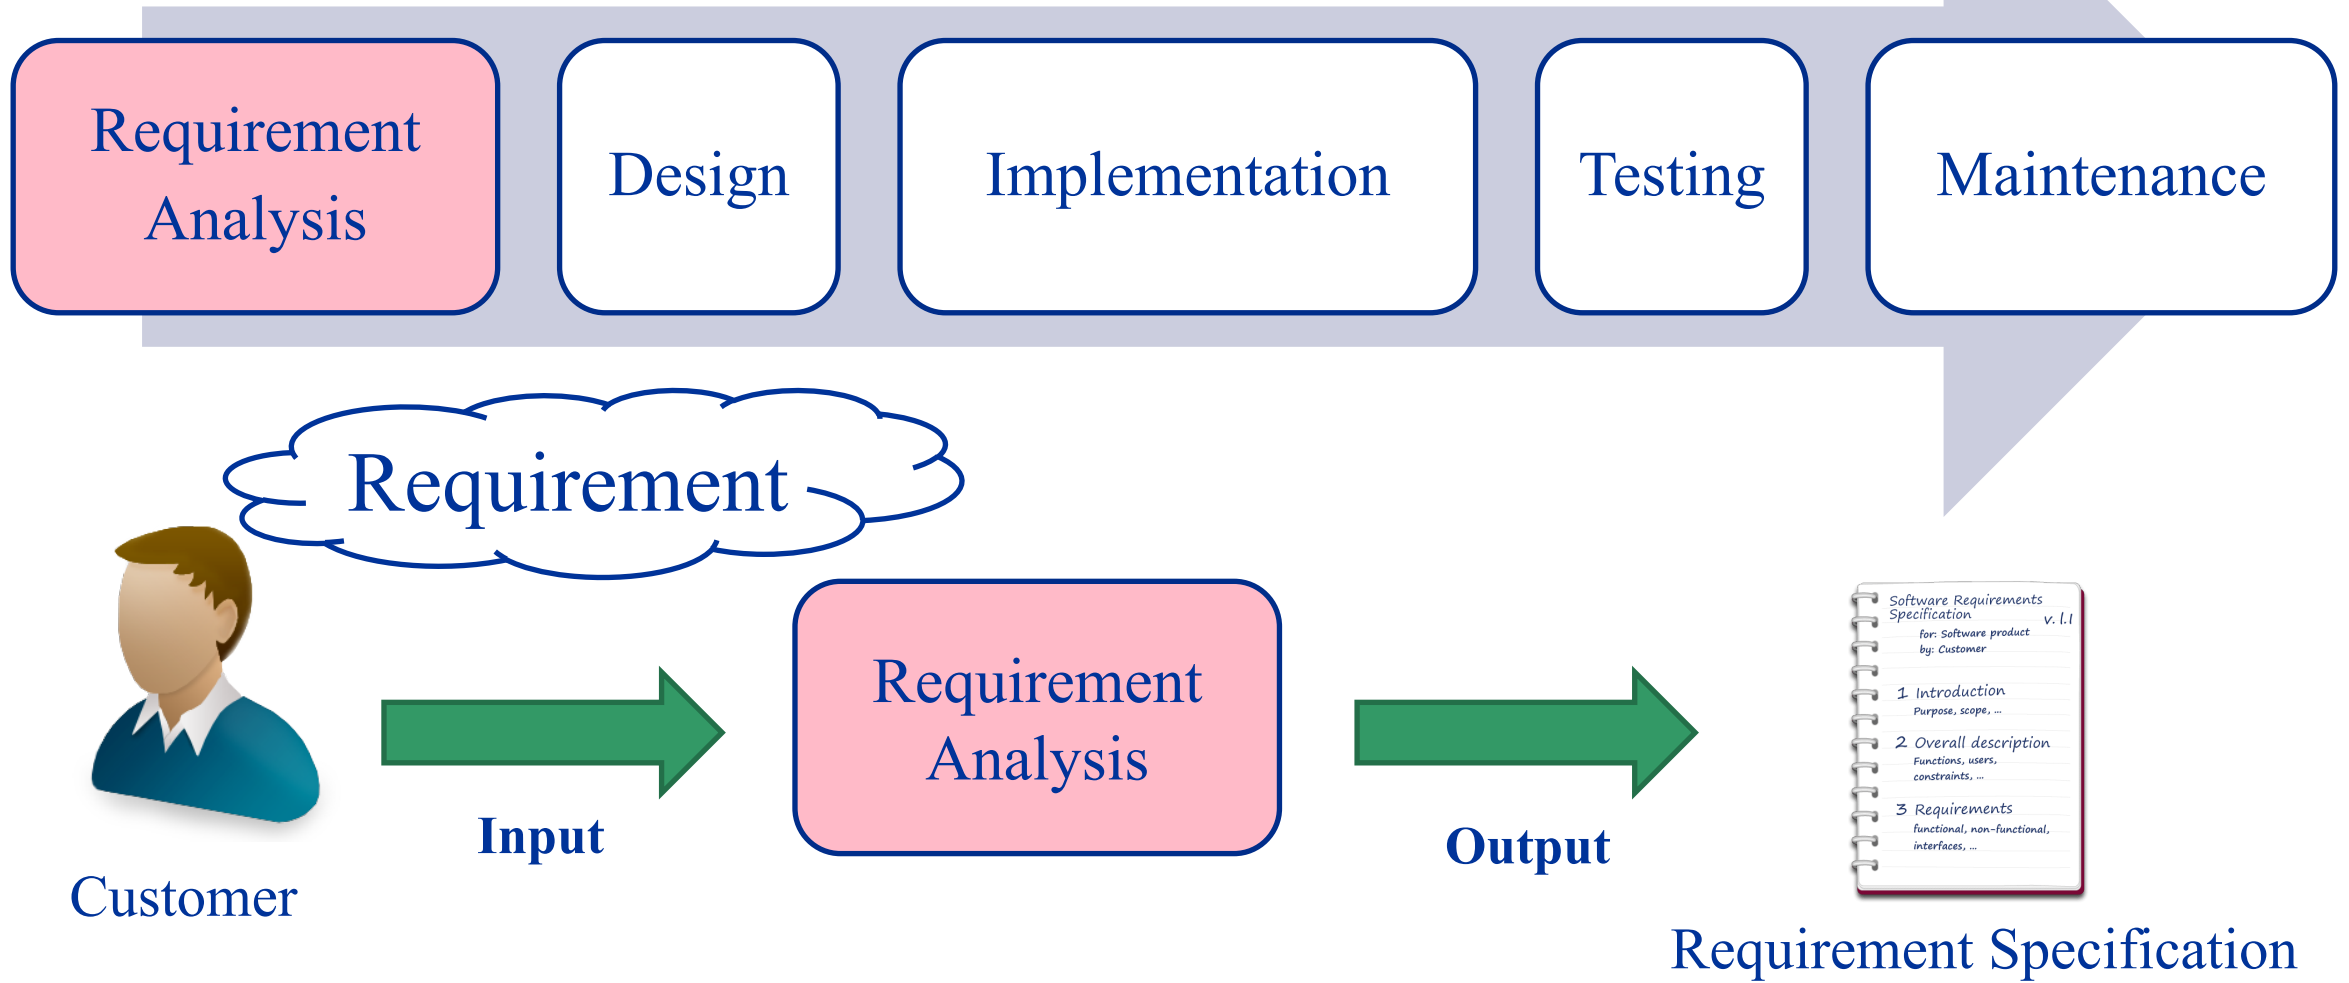 Requirement
Analysis
Design
Implementation
Testing
Maintenance
Requirement
Customer
Input
Requirement
Analysis
Output
Software Requirements
Specification
v. 1.1
for: Software product
by: Customer
1 Introduction
Purpose, scope, ...
2 Overall description
Functions, users,
constraints, ...
3 Requirements
functional, non-functional,
interfaces, ...
Requirement Specification